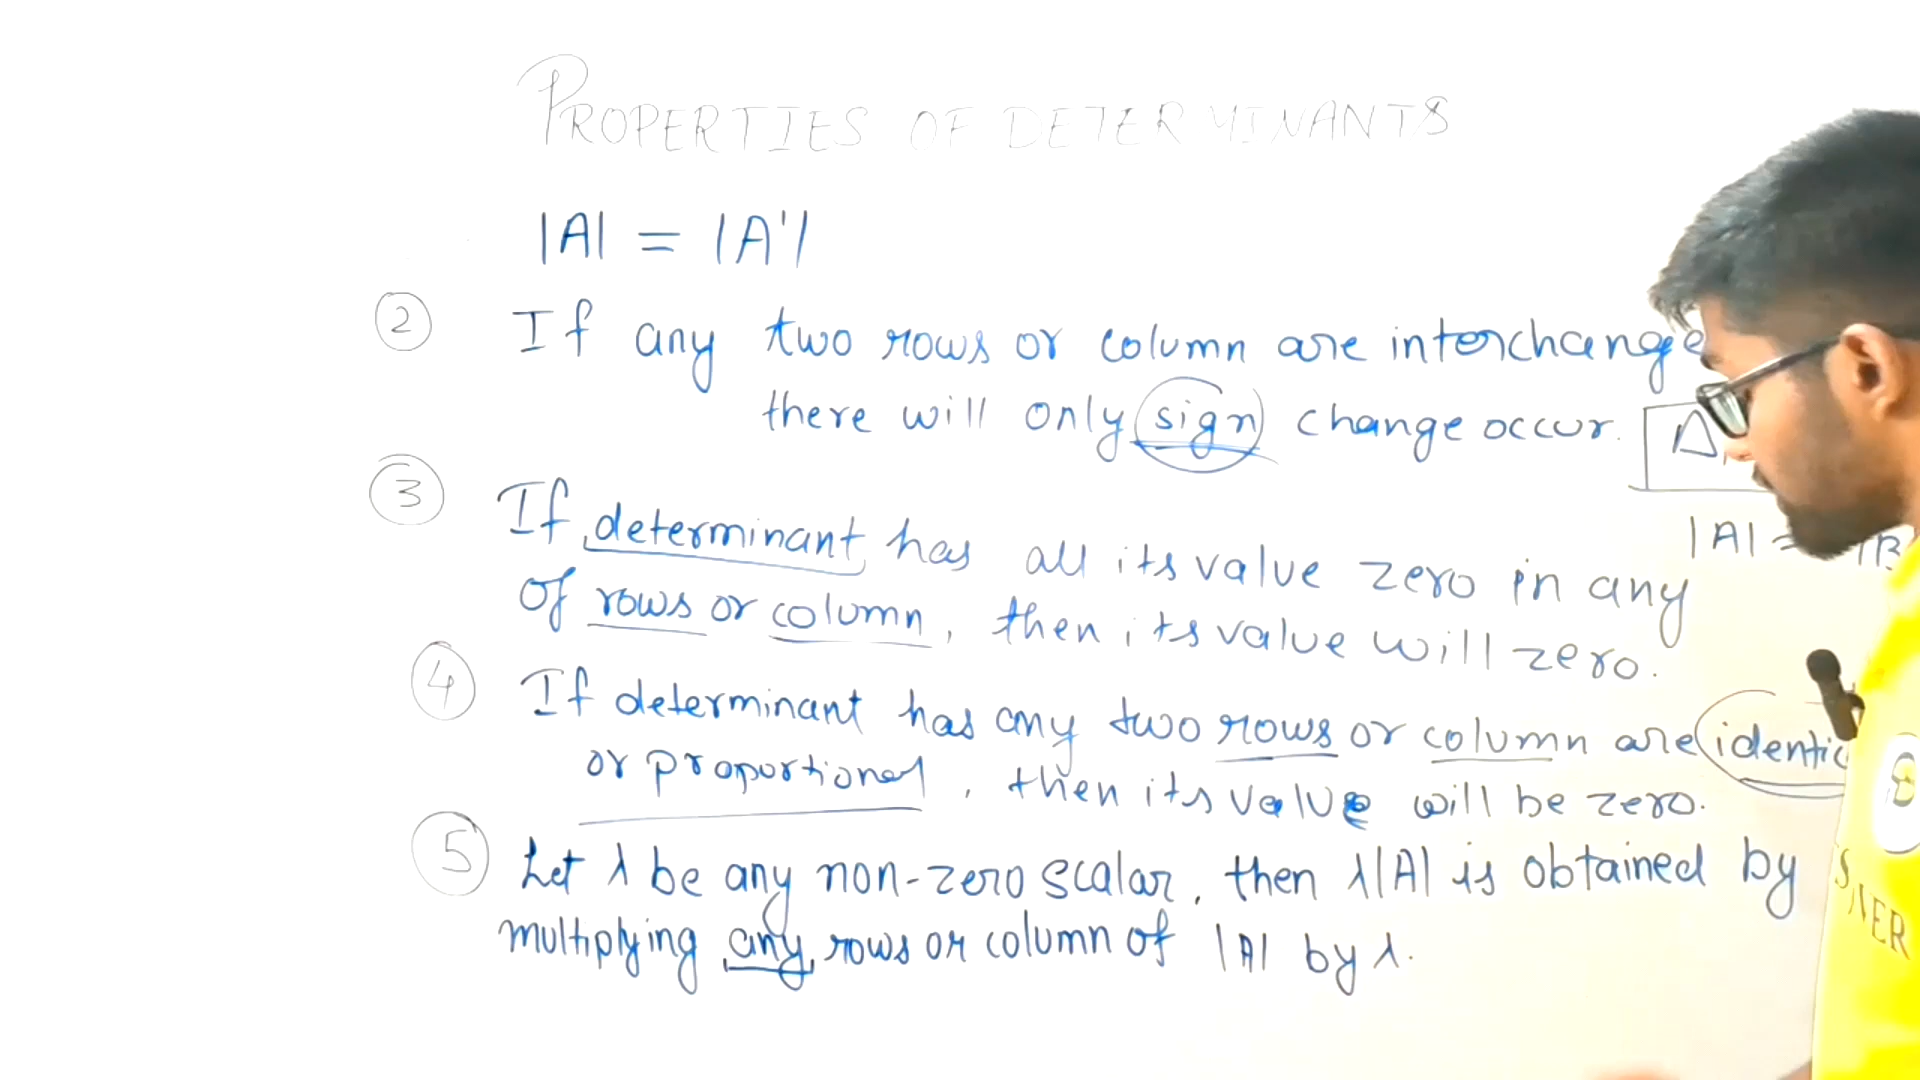 PROPERTIES OF DETERMINANTS
|A| = |A'|
② If any two rows or column are interchange
there will only sign change occur.
③ If determinant has all its value zero in any
|A| =
of rows or column, then its value will zero.
④ If determinant has any two rows or column are
or proportional, then its value will be zero.
⑤ Let λ be any non-zero scalar, then λ|A| is obtained by
multiplying any rows or column of |A| by λ.